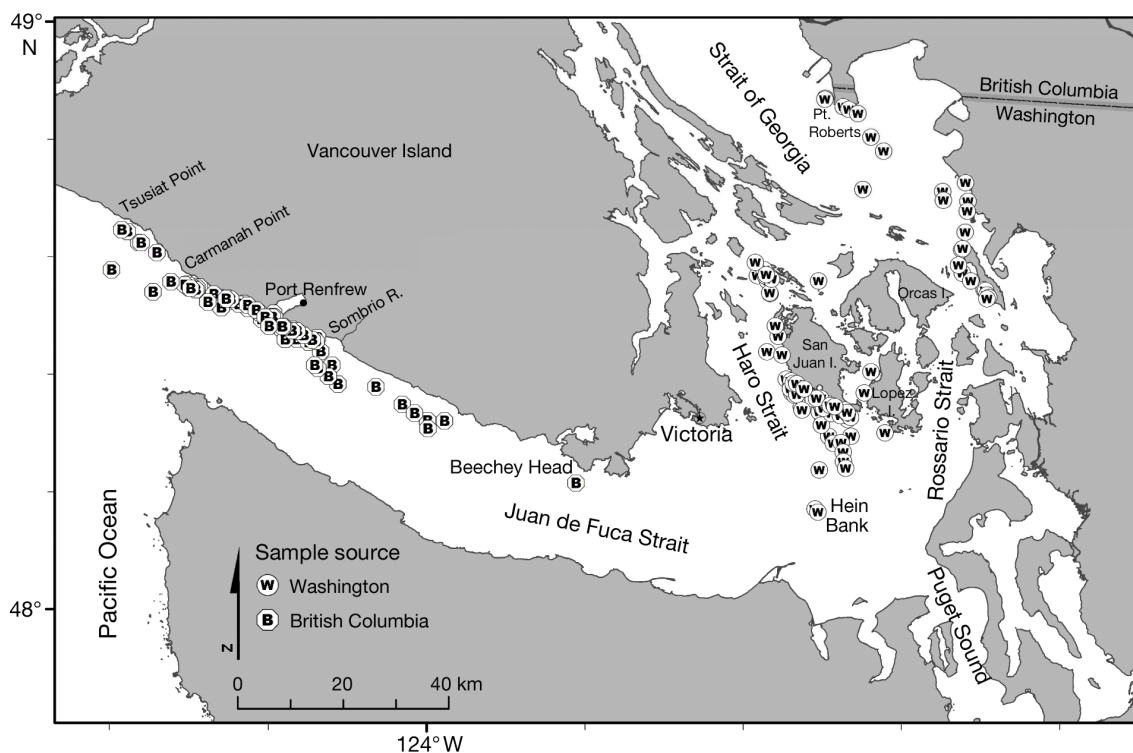 49°
N
Strait of Georgia
British Columbia
Washington
Pt.
Roberts
Vancouver Island
Tsusiat Point
Carmanah Point
Port Renfrew
Sombrio R.
Orcas I.
San
Juan I.
Lopez
I.
Haro Strait
Rossario Strait
Victoria
Beechey Head
Hein
Bank
Juan de Fuca Strait
Pacific Ocean
Puget Sound
Sample source
W Washington
B British Columbia
N
0 20 40 km
48°
124°W